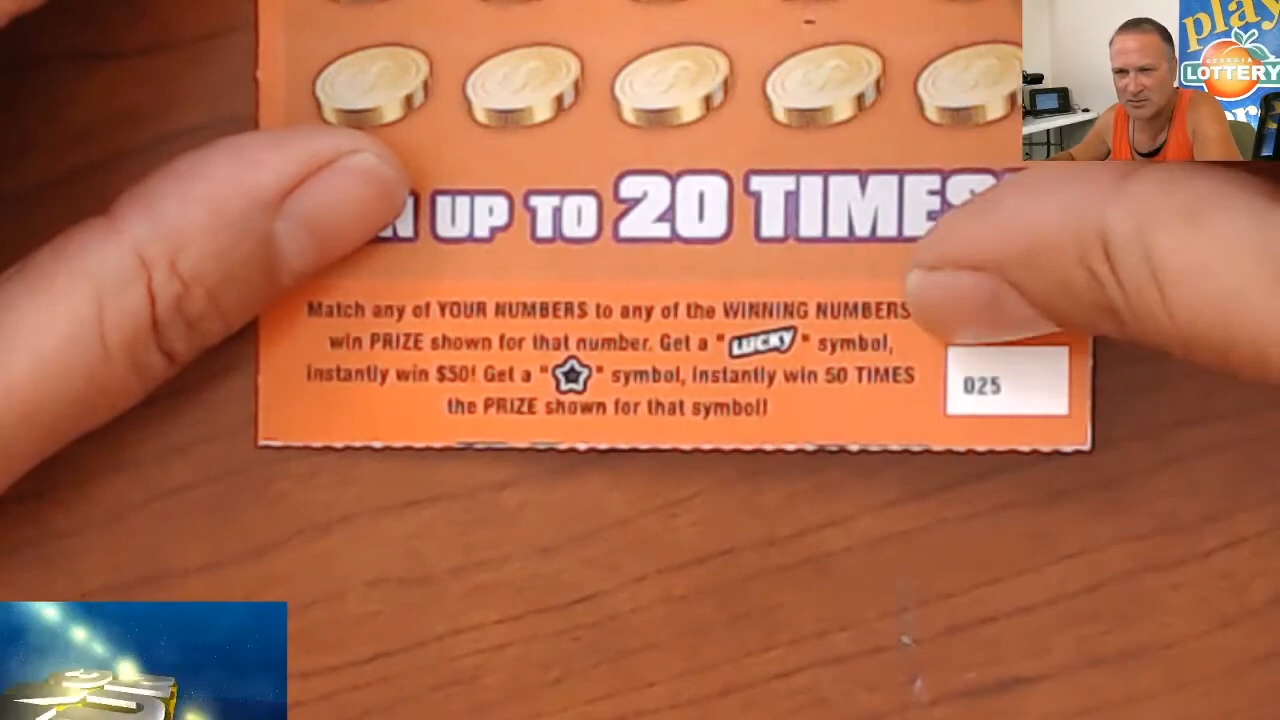 play
GEORGIA
LOTTERY
UP TO 20 TIMES
Match any of YOUR NUMBERS to any of the WINNING NUMBERS
win PRIZE shown for that number. Get a "LUCKY" symbol,
instantly win $50! Get a " " symbol, instantly win 50 TIMES
the PRIZE shown for that symbol!
025